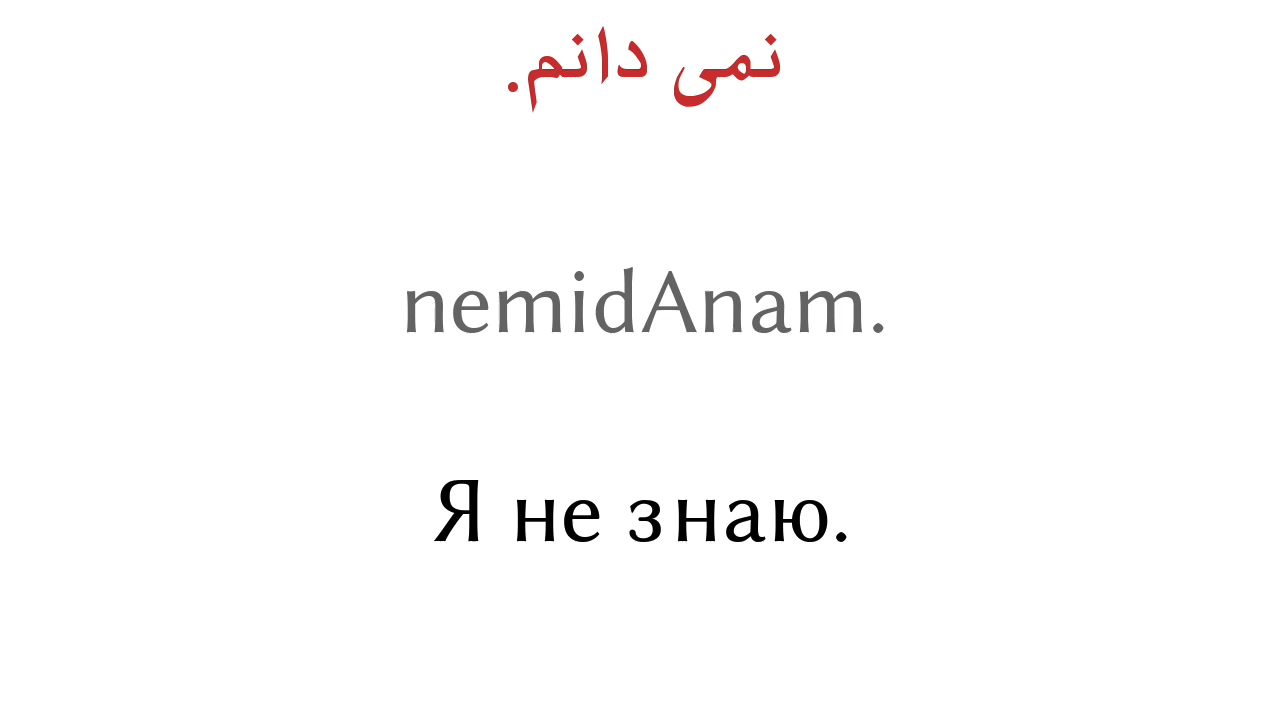 نمی دانم.
nemidAnam.
Я не знаю.